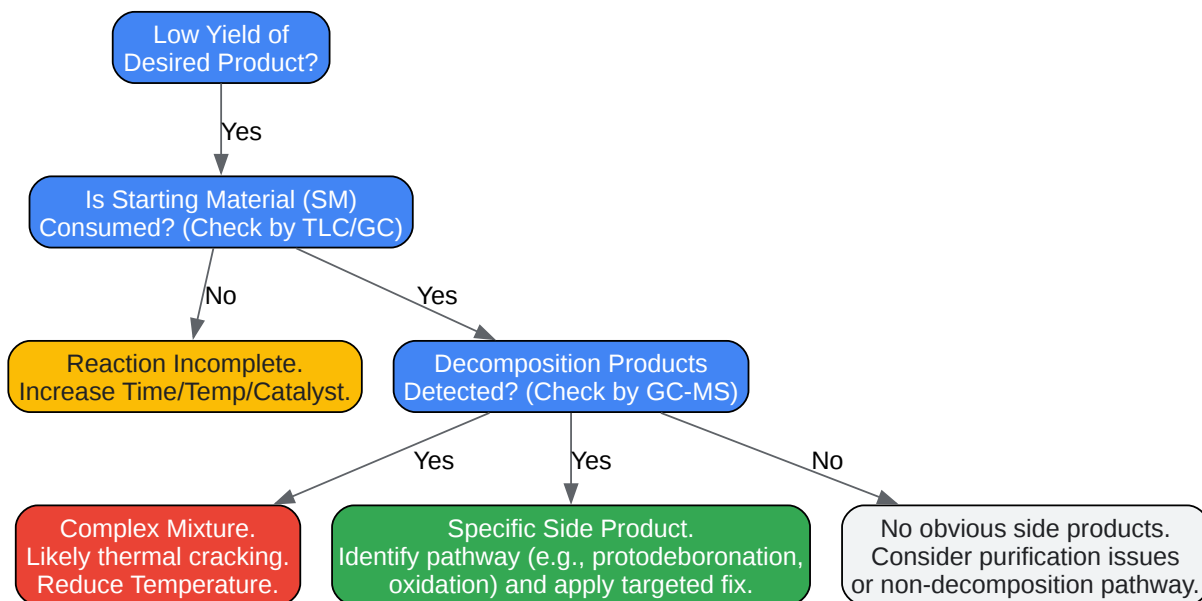 Low Yield of
Desired Product?
Yes
Is Starting Material (SM)
Consumed? (Check by TLC/GC)
No
Yes
Reaction Incomplete.
Increase Time/Temp/Catalyst.
Decomposition Products
Detected? (Check by GC-MS)
Yes
Yes
No
Complex Mixture.
Likely thermal cracking.
Reduce Temperature.
Specific Side Product.
Identify pathway (e.g., protodeboronation,
oxidation) and apply targeted fix.
No obvious side products.
Consider purification issues
or non-decomposition pathway.